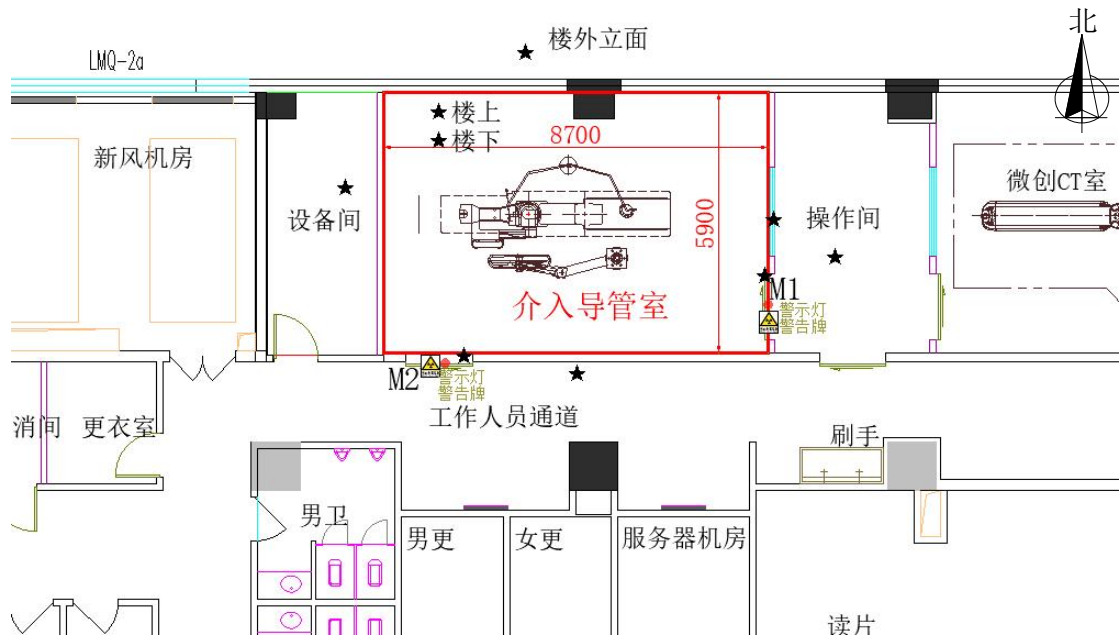 楼外立面
北
LMQ-2a
★楼上
★楼下
8700
新风机房
微创CT室
设备间
操作间
5900
介入导管室
M1
警示灯
警告牌
M2
警示灯
警告牌
工作人员通道
消间
更衣室
刷手
男卫
男更
女更
服务器机房
读片